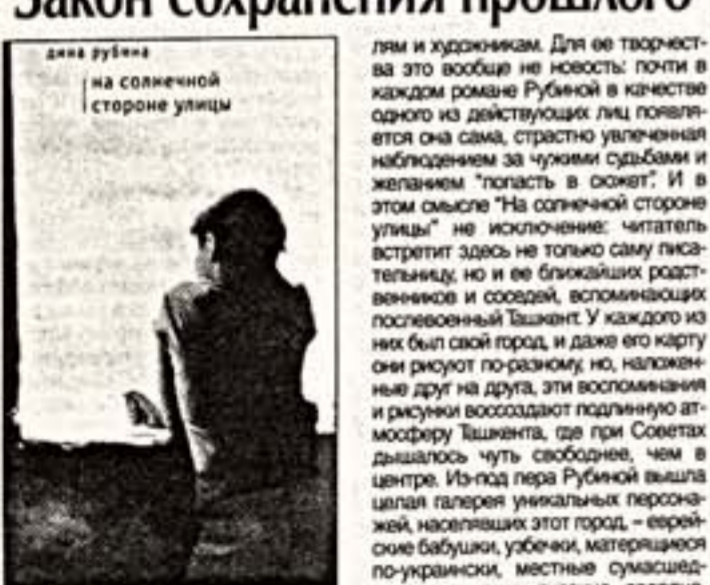 Закон сохранения прошлого
дина рубина
на солнечной
стороне улицы
лям и художникам. Для ее творчест-
ва это вообще не новость: почти в
каждом романе Рубиной в качестве
одного из действующих лиц появля-
ется она сама, страстно увлеченная
наблюдением за чужими судьбами и
желанием "попасть в сюжет". И в
этом смысле "На солнечной стороне
улицы" не исключение: читатель
встретит здесь не только саму писа-
тельницу, но и ее ближайших родст-
венников и соседей, вспоминающих
послевоенный Ташкент. У каждого из
них был свой город, и даже его карту
они рисуют по-разному, но, наложен-
ные друг на друга, эти воспоминания
и рисунки воссоздают подлинную ат-
мосферу Ташкента, где при Советах
дышалось чуть свободнее, чем в
центре. Из-под пера Рубиной вышла
целая галерея уникальных персона-
жей, населявших этот город, – еврей-
ские бабушки, узбечки, матерящиеся
по-украински, местные сумасшед-